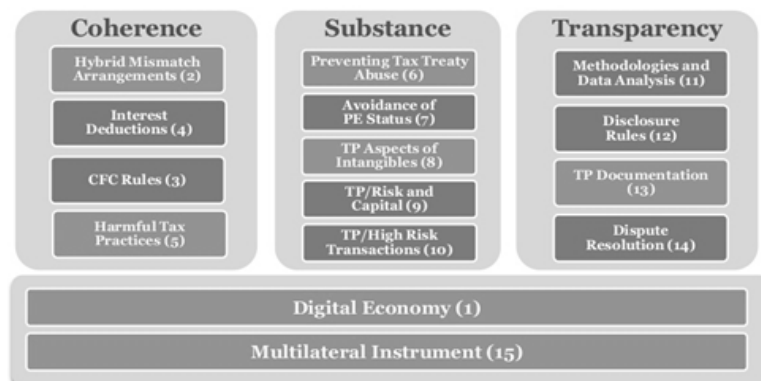 Coherence
Hybrid Mismatch
Arrangements (2)
Interest
Deductions (4)
CFC Rules (3)
Harmful Tax
Practices (5)
Substance
Preventing Tax Treaty
Abuse (6)
Avoidance of
PE Status (7)
TP Aspects of
Intangibles (8)
TP/Risk and
Capital (9)
TP/High Risk
Transactions (10)
Transparency
Methodologies and
Data Analysis (11)
Disclosure
Rules (12)
TP Documentation
(13)
Dispute
Resolution (14)
Digital Economy (1)
Multilateral Instrument (15)